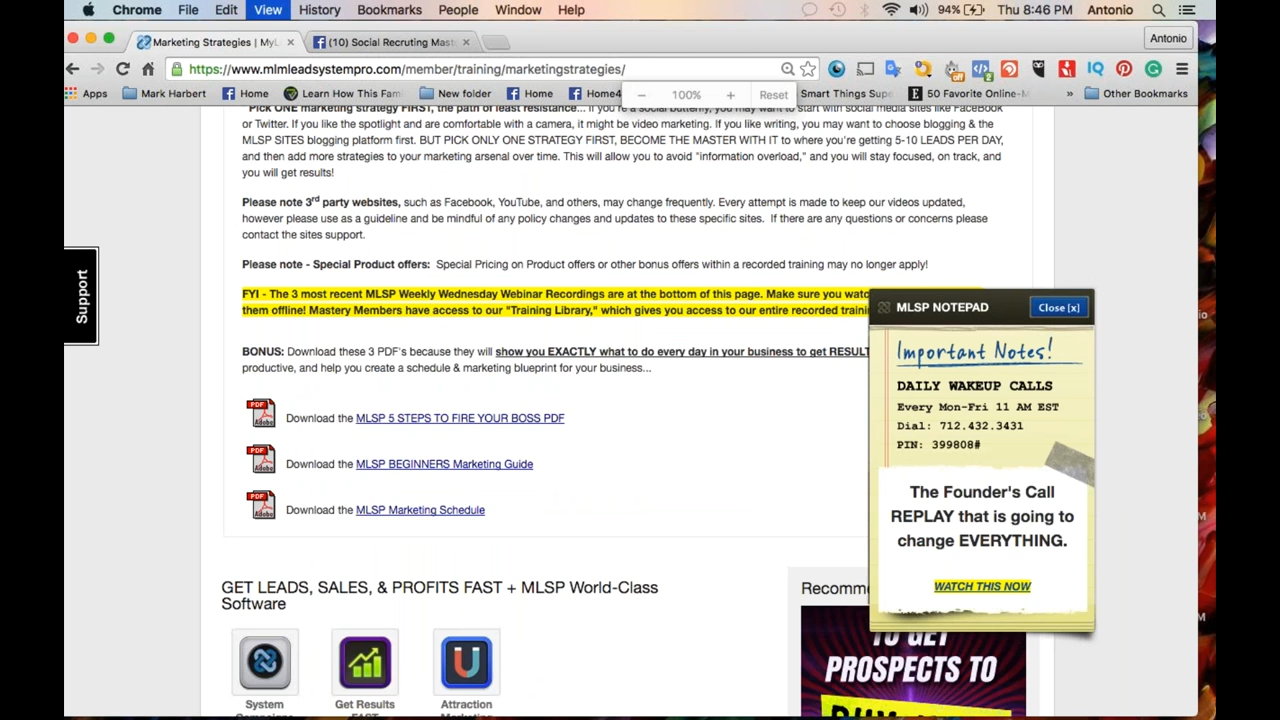 Chrome File Edit View History Bookmarks People Window Help 94% Thu 8:46 PM Antonio
Marketing Strategies | MyL × (10) Social Recruting Mast × Antonio
https://www.mlmleadsystempro.com/member/training/marketingstrategies/
Apps Mark Harbert Home Learn How This Fam New folder Home Home4 Smart Things Supe 50 Favorite Online-M » Other Bookmarks
− 100% + Reset
"Pick ONE marketing strategy FIRST, the path of least resistance... If you're a social butterfly, you may want to start with social media sites like Facebook
or Twitter. If you like the spotlight and are comfortable with a camera, it might be video marketing. If you like writing, you may want to choose blogging & the
MLSP SITES blogging platform first. BUT PICK ONLY ONE STRATEGY FIRST, BECOME THE MASTER WITH IT to where you're getting 5-10 LEADS PER DAY,
and then add more strategies to your marketing arsenal over time. This will allow you to avoid "information overload," and you will stay focused, on track, and
you will get results!
Please note 3rd party websites, such as Facebook, YouTube, and others, may change frequently. Every attempt is made to keep our videos updated,
however please use as a guideline and be mindful of any policy changes and updates to these specific sites. If there are any questions or concerns please
contact the sites support.
Please note - Special Product offers: Special Pricing on Product offers or other bonus offers within a recorded training may no longer apply!
FYI - The 3 most recent MLSP Weekly Wednesday Webinar Recordings are at the bottom of this page. Make sure you watc
them offline! Mastery Members have access to our "Training Library," which gives you access to our entire recorded traini
BONUS: Download these 3 PDF's because they will show you EXACTLY what to do every day in your business to get RESULT
productive, and help you create a schedule & marketing blueprint for your business...
PDF Adobe Download the MLSP 5 STEPS TO FIRE YOUR BOSS PDF
PDF Adobe Download the MLSP BEGINNERS Marketing Guide
PDF Adobe Download the MLSP Marketing Schedule
Support
MLSP NOTEPAD Close [x]
Important Notes!
DAILY WAKEUP CALLS
Every Mon-Fri 11 AM EST
Dial: 712.432.3431
PIN: 399808#
The Founder's Call
REPLAY that is going to
change EVERYTHING.
WATCH THIS NOW
GET LEADS, SALES, & PROFITS FAST + MLSP World-Class
Software
System
Get Results
Attraction
Recomm
TO GET
PROSPECTS TO